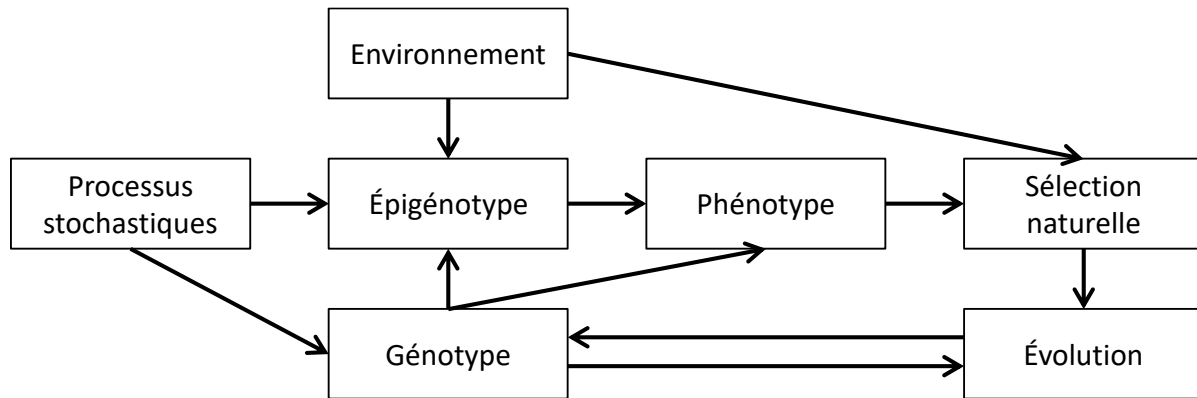 Environnement
Processus
stochastiques
Épigénotype
Phénotype
Sélection
naturelle
Génotype
Évolution